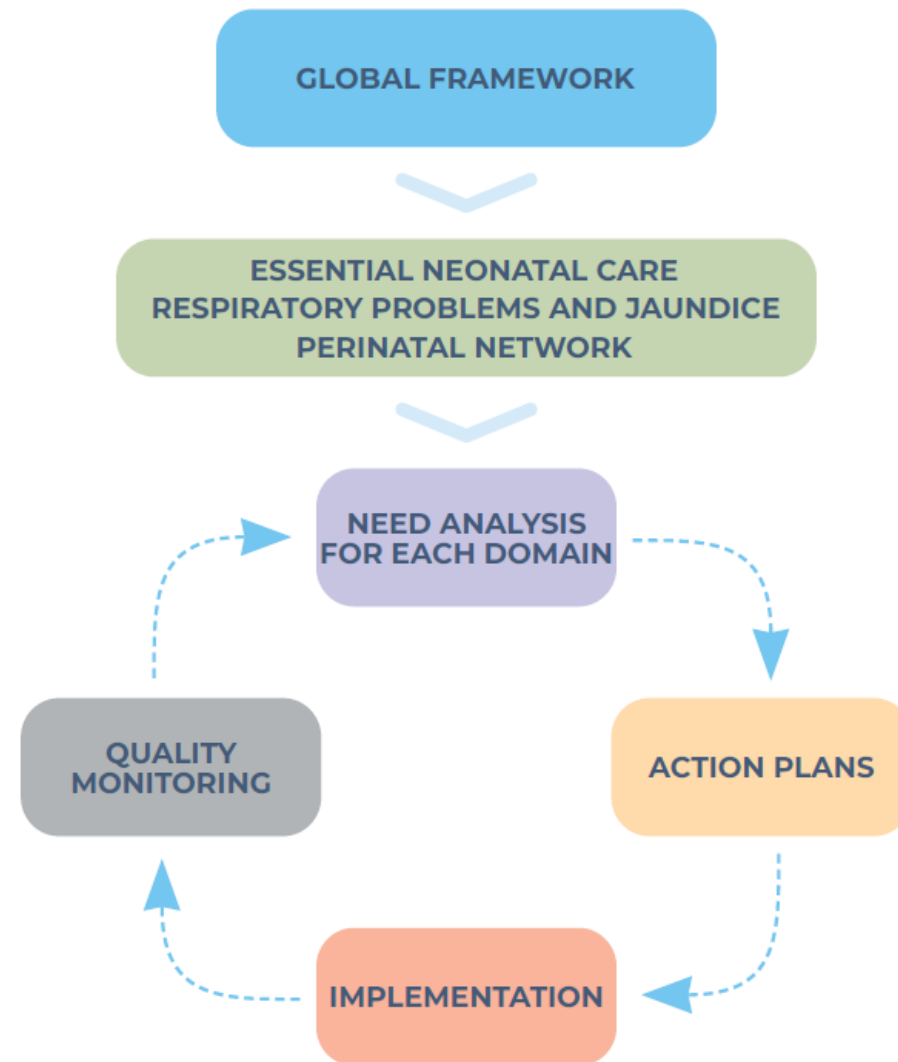 GLOBAL FRAMEWORK
ESSENTIAL NEONATAL CARE
RESPIRATORY PROBLEMS AND JAUNDICE
PERINATAL NETWORK
NEED ANALYSIS
FOR EACH DOMAIN
QUALITY
MONITORING
ACTION PLANS
IMPLEMENTATION